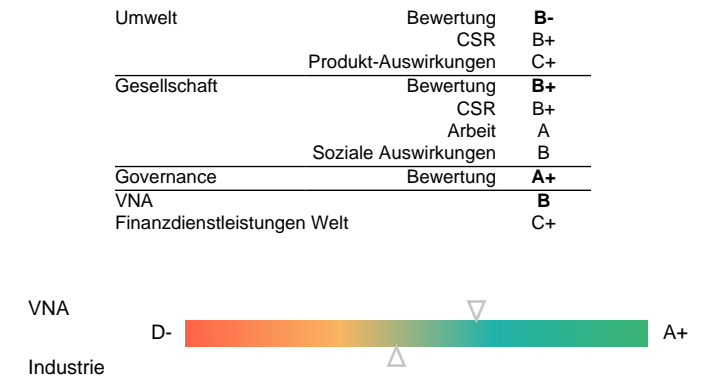 Umwelt Bewertung B-
CSR B+
Produkt-Auswirkungen C+
Gesellschaft Bewertung B+
CSR B+
Arbeit A
Soziale Auswirkungen B
Governance Bewertung A+
VNA B
Finanzdienstleistungen Welt C+
VNA
D- A+
Industrie